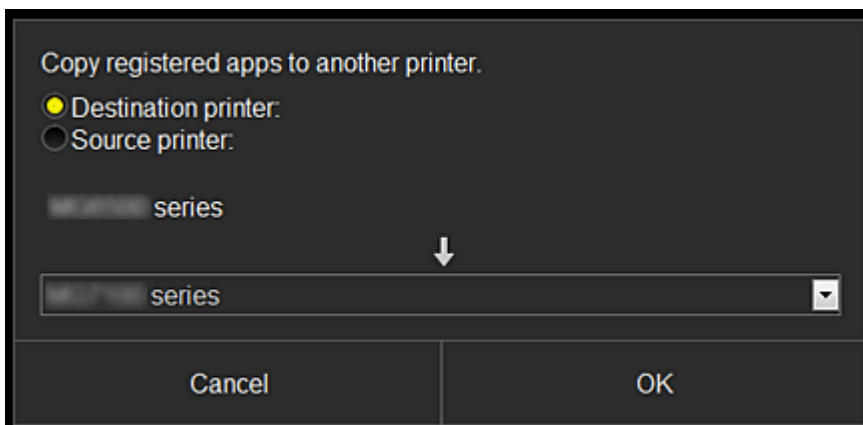 Copy registered apps to another printer.
Destination printer:
Source printer:
series
series
Cancel
OK